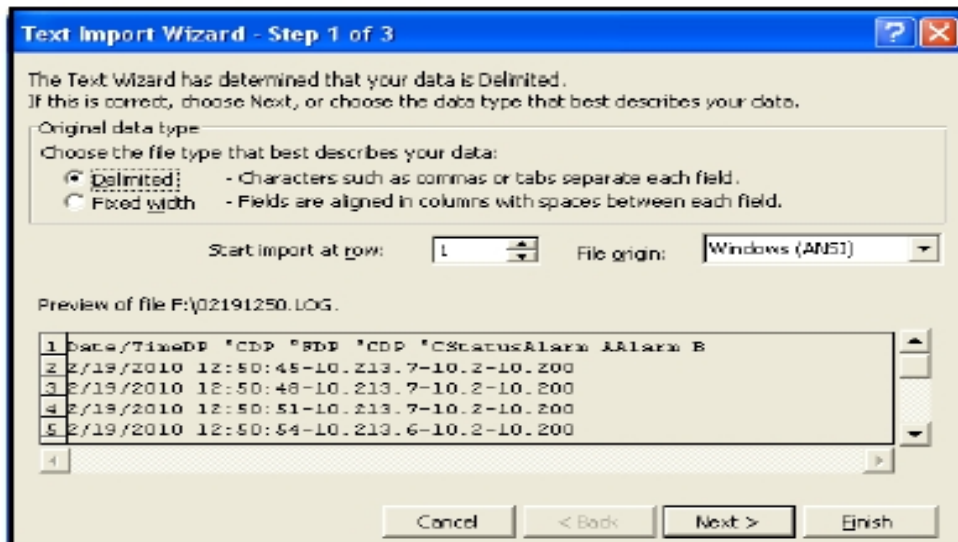 Text Import Wizard - Step 1 of 3
The Text Wizard has determined that your data is Delimited.
If this is correct, choose Next, or choose the data type that best describes your data.
Original data type
Choose the file type that best describes your data:
Delimited - Characters such as commas or tabs separate each field.
Fixed width - Fields are aligned in columns with spaces between each field.
Start import at row: 1 File origin: Windows (ANSI)
Preview of file F:\02191250.LOG.
1 Date/TimeDP °CDP °FDP °CDP °CStatusAlarm AAlarm B
2 2/19/2010 12:50:45-10.213.7-10.2-10.200
3 2/19/2010 12:50:48-10.213.7-10.2-10.200
4 2/19/2010 12:50:51-10.213.7-10.2-10.200
5 2/19/2010 12:50:54-10.213.6-10.2-10.200
Cancel < Back Next > Finish